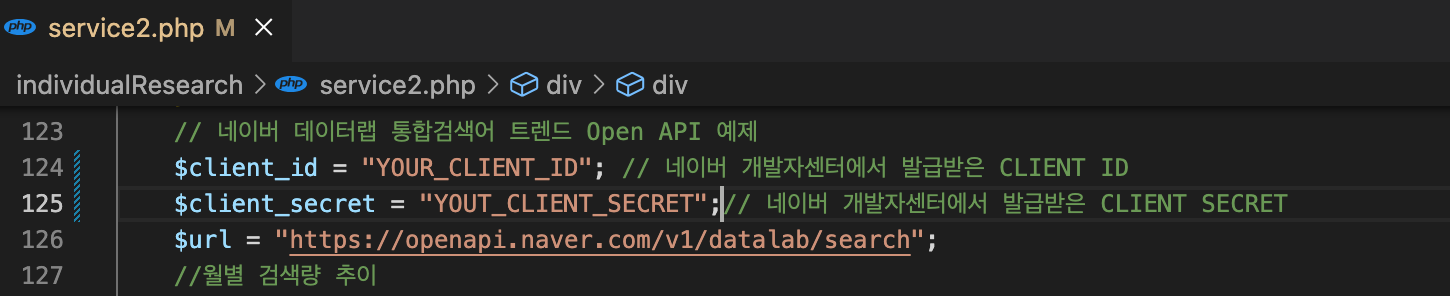 php service2.php M ×
individualResearch > php service2.php > div > div
123 // 네이버 데이터랩 통합검색어 트렌드 Open API 예제
124 $client_id = "YOUR_CLIENT_ID"; // 네이버 개발자센터에서 발급받은 CLIENT ID
125 $client_secret = "YOUT_CLIENT_SECRET";// 네이버 개발자센터에서 발급받은 CLIENT SECRET
126 $url = "https://openapi.naver.com/v1/datalab/search";
127 //월별 검색량 추이